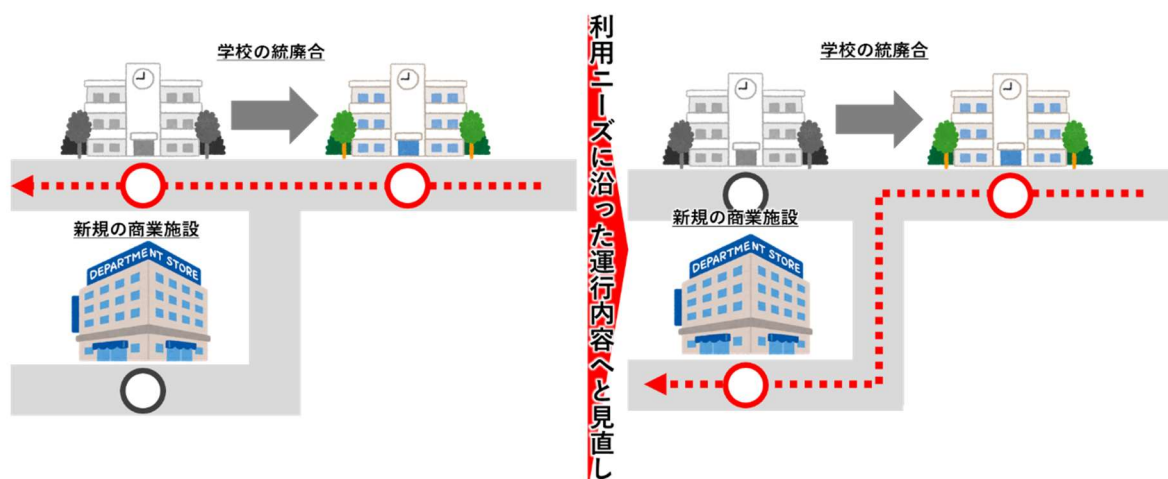 学校の統廃合
新規の商業施設
DEPARTMENT STORE
利用ニーズに沿った運行内容へと見直し
学校の統廃合
新規の商業施設
DEPARTMENT STORE